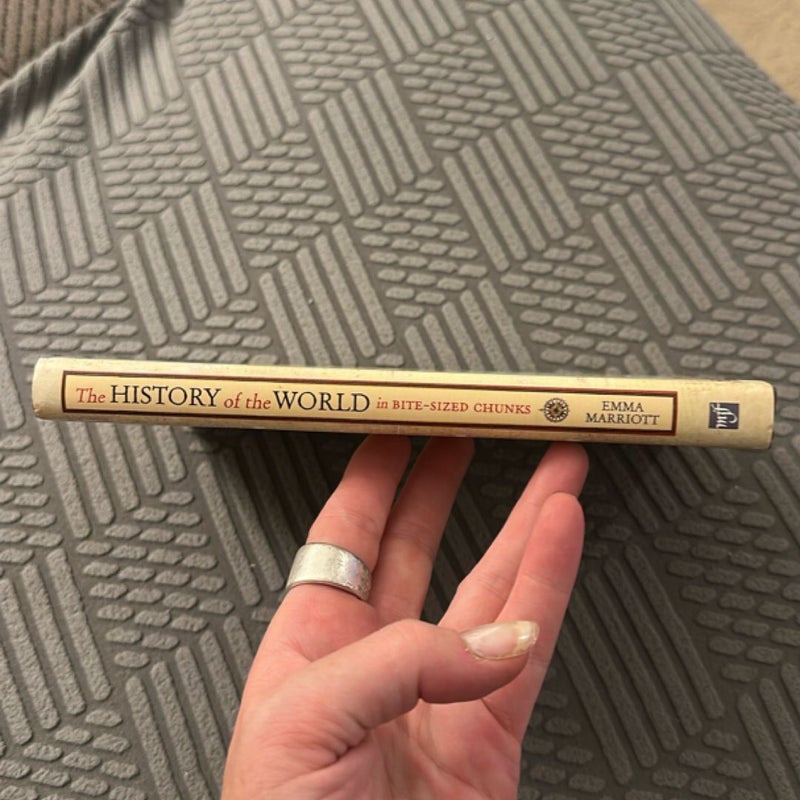 The HISTORY of the WORLD in BITE-SIZED CHUNKS
EMMA
MARRIOTT